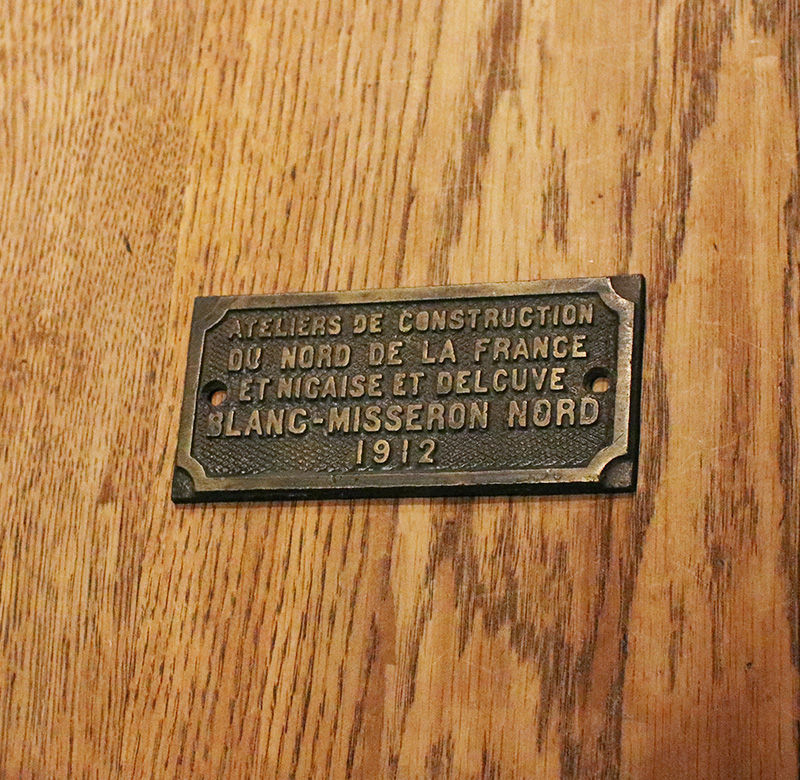 ATELIERS DE CONSTRUCTION
DU NORD DE LA FRANCE
ET NICAISE ET DELCUVE
BLANC-MISSERON NORD
1912